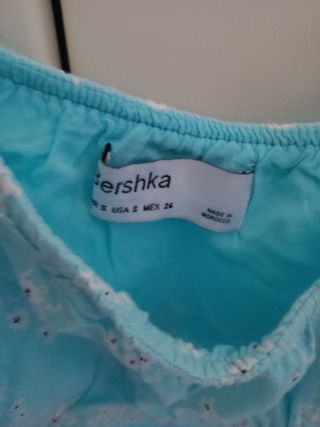 Bershka
S USA S MEX 26
MADE IN
MOROCCO